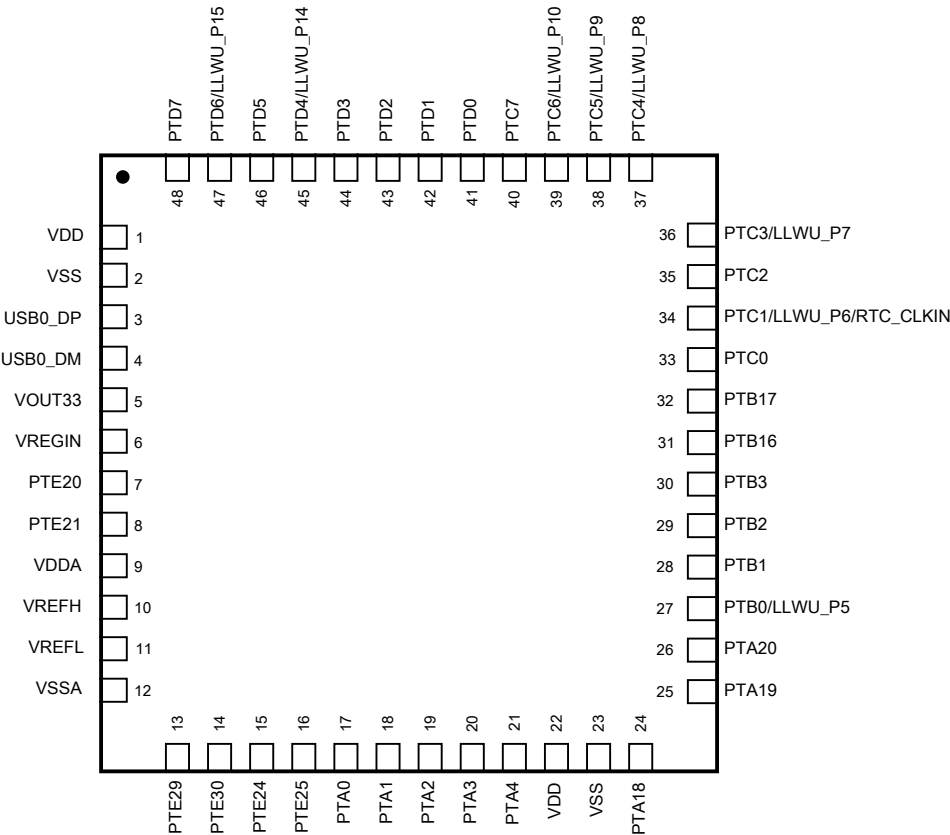 PTD7
PTD6/LLWU_P15
PTD5
PTD4/LLWU_P14
PTD3
PTD2
PTD1
PTD0
PTC7
PTC6/LLWU_P10
PTC5/LLWU_P9
PTC4/LLWU_P8
48
47
46
45
44
43
42
41
40
39
38
37
VDD 1
VSS 2
USB0_DP 3
USB0_DM 4
VOUT33 5
VREGIN 6
PTE20 7
PTE21 8
VDDA 9
VREFH 10
VREFL 11
VSSA 12
36 PTC3/LLWU_P7
35 PTC2
34 PTC1/LLWU_P6/RTC_CLKIN
33 PTC0
32 PTB17
31 PTB16
30 PTB3
29 PTB2
28 PTB1
27 PTB0/LLWU_P5
26 PTA20
25 PTA19
13
14
15
16
17
18
19
20
21
22
23
24
PTE29
PTE30
PTE24
PTE25
PTA0
PTA1
PTA2
PTA3
PTA4
VDD
VSS
PTA18